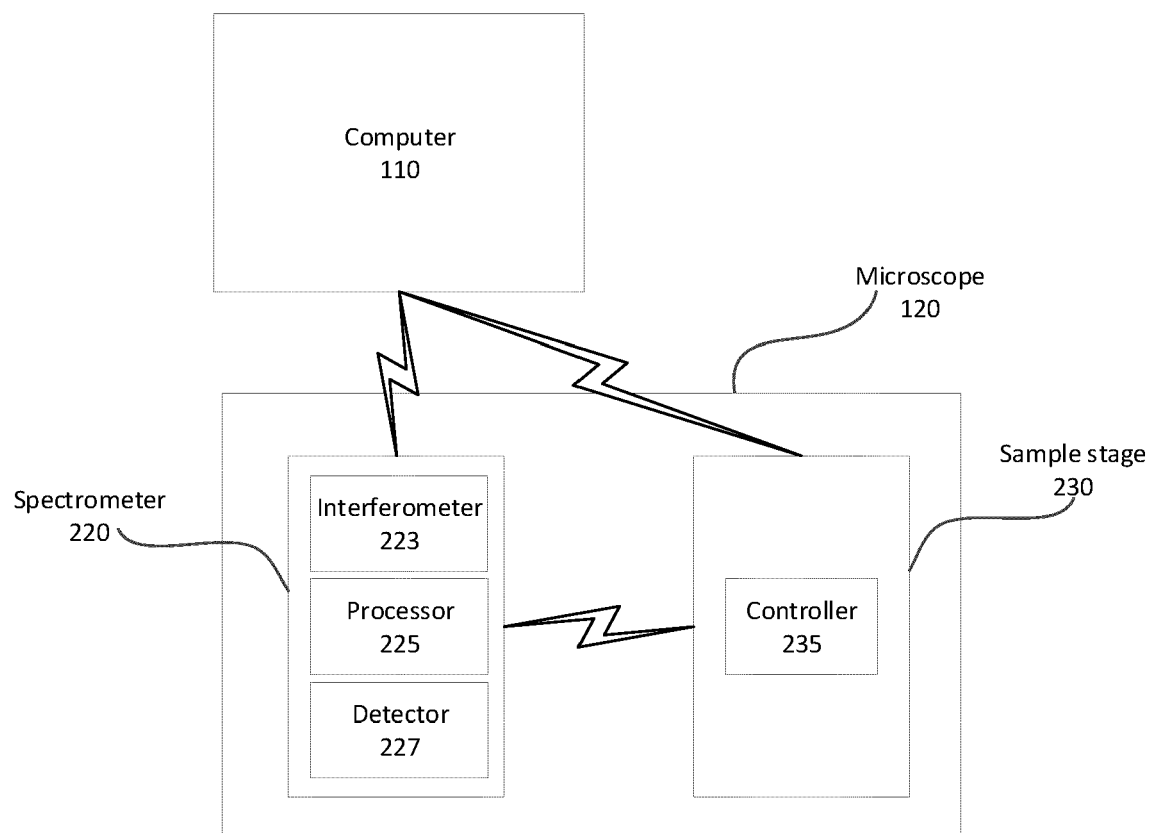 Computer
110
Microscope
120
Sample stage
230
Spectrometer
220
Interferometer
223
Processor
225
Controller
235
Detector
227